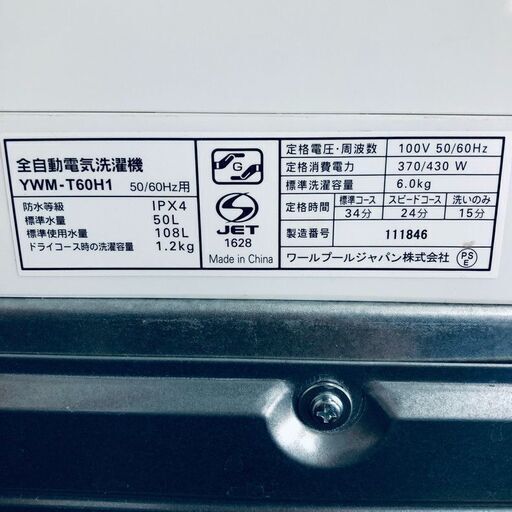 全自動電気洗濯機
YWM-T60H1 50/60Hz用
防水等級 IPX4
標準水量 50L
標準使用水量 108L
ドライコース時の洗濯容量 1.2kg
G
S
JET
1628
Made in China
定格電圧・周波数 100V 50/60Hz
定格消費電力 370/430 W
標準洗濯容量 6.0kg
定格時間 標準コース スピードコース 洗いのみ
34分 24分 15分
製造番号 111846
ワールプールジャパン株式会社 PS E